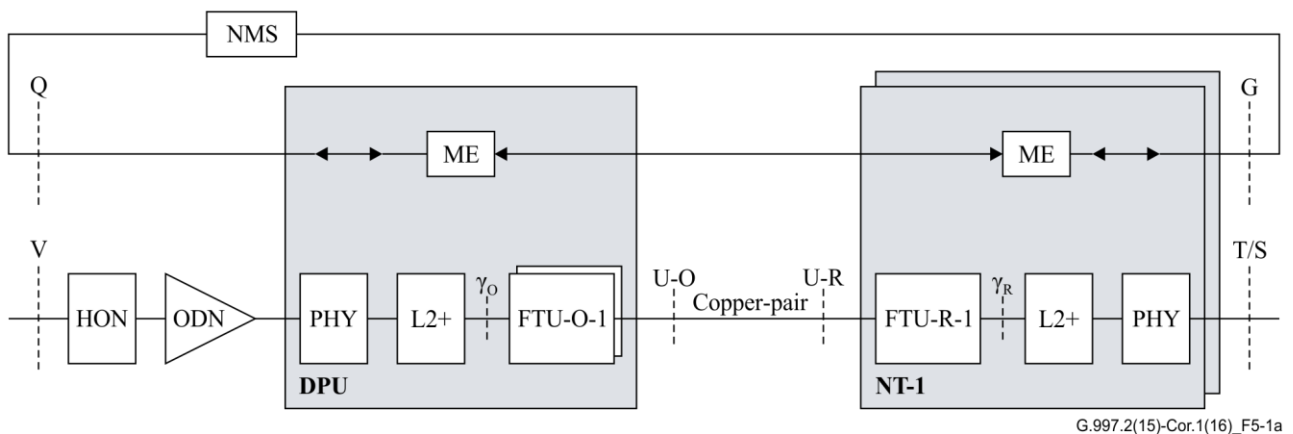 NMS
Q
G
ME
ME
V
T/S
HON
ODN
PHY
L2+
γO
FTU-O-1
U-O
Copper-pair
U-R
FTU-R-1
γR
L2+
PHY
DPU
NT-1
G.997.2(15)-Cor.1(16)_F5-1a